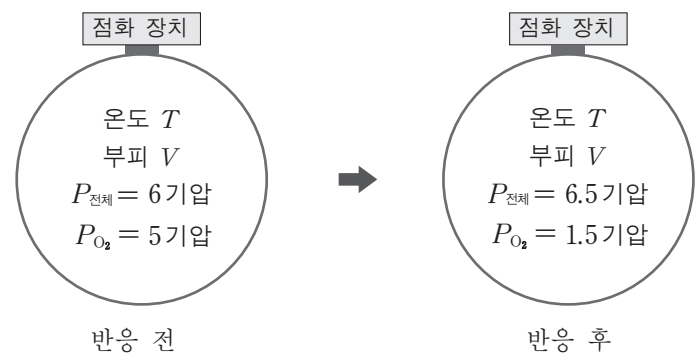 점화 장치
온도 T
부피 V
P전체 = 6기압
P_O₂ = 5기압
반응 전
점화 장치
온도 T
부피 V
P전체 = 6.5기압
P_O₂ = 1.5기압
반응 후